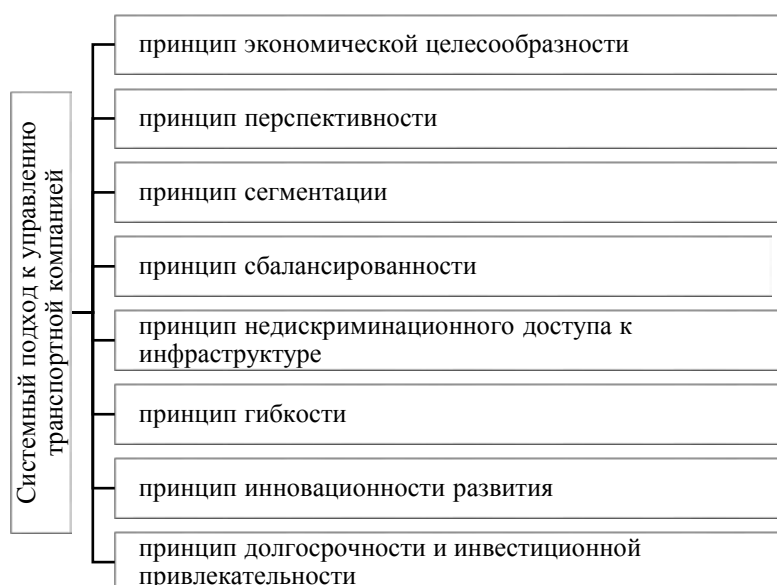 Системный подход к управлению
транспортной компанией
принцип экономической целесообразности
принцип перспективности
принцип сегментации
принцип сбалансированности
принцип недискриминационного доступа к
инфраструктуре
принцип гибкости
принцип инновационности развития
принцип долгосрочности и инвестиционной
привлекательности